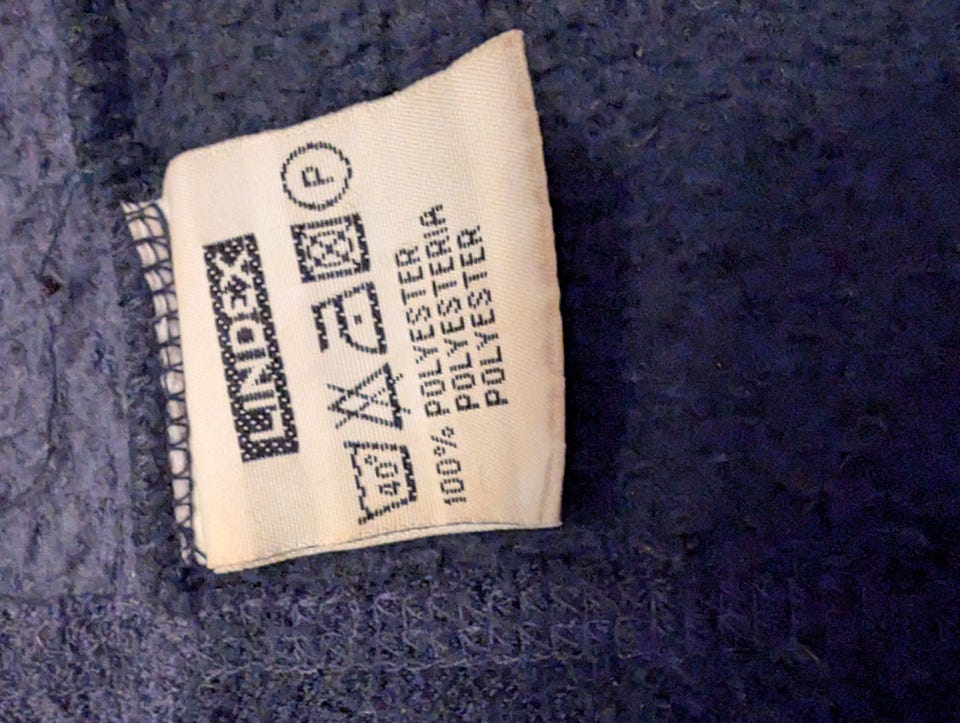 LINDEX
P
40°
100% POLYESTER
POLYESTERIA
POLYESTER